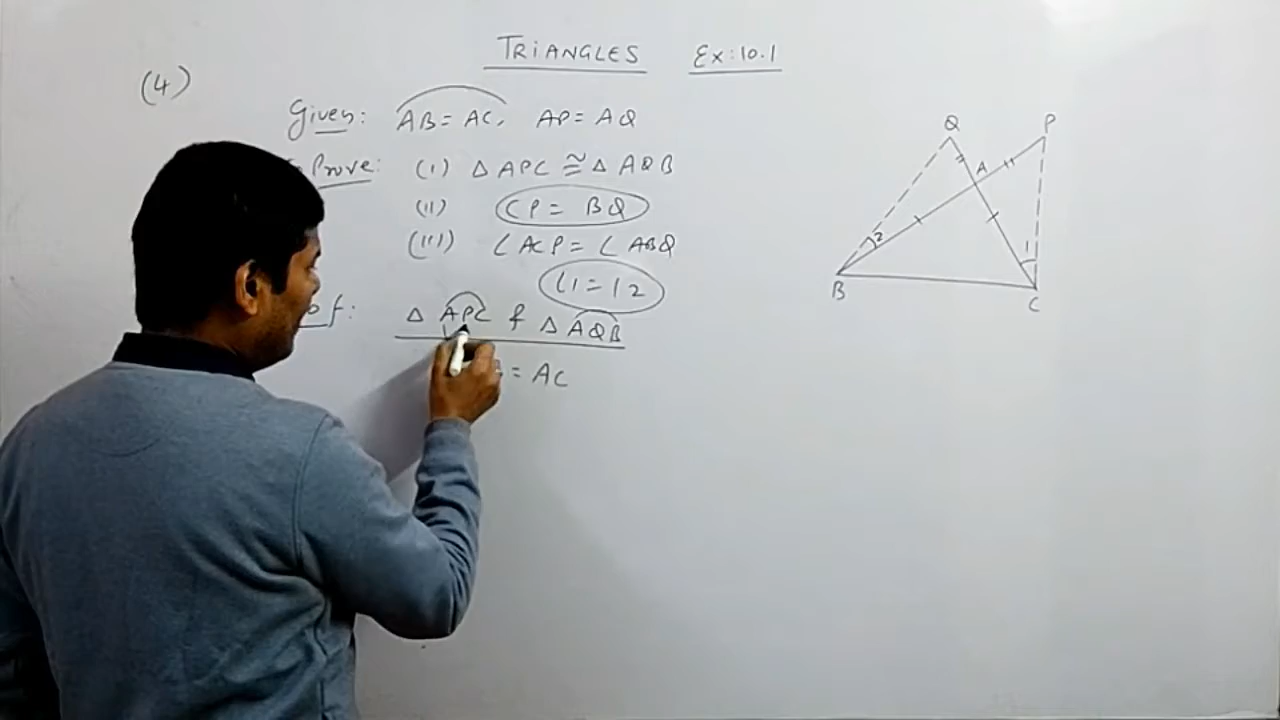 TRIANGLES Ex: 10.1
(4)
Given: AB = AC, AP = AQ
Prove: (i) Δ APC ≅ Δ AQB
(ii) CP = BQ
(iii) ∠ ACP = ∠ ABQ
∠1 = ∠2
Δ APC & Δ AQB
= AC
Q
P
A
2
1
B
C